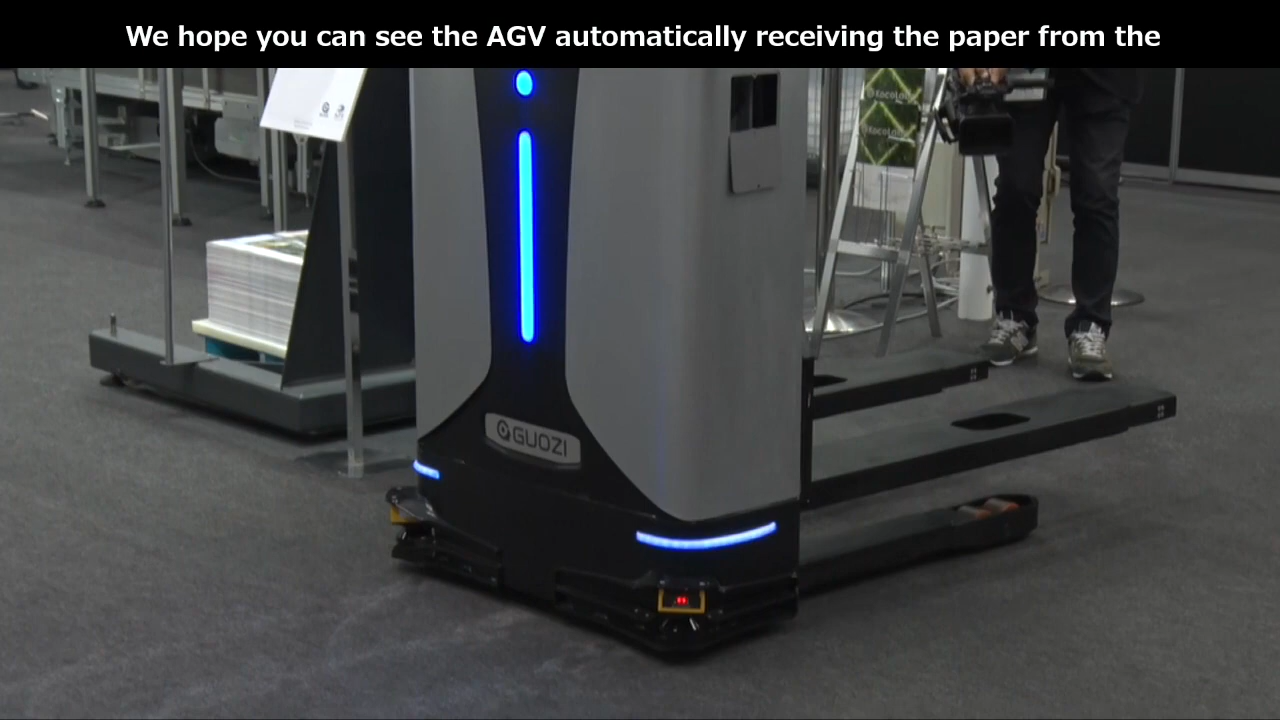 We hope you can see the AGV automatically receiving the paper from the
GUOZI